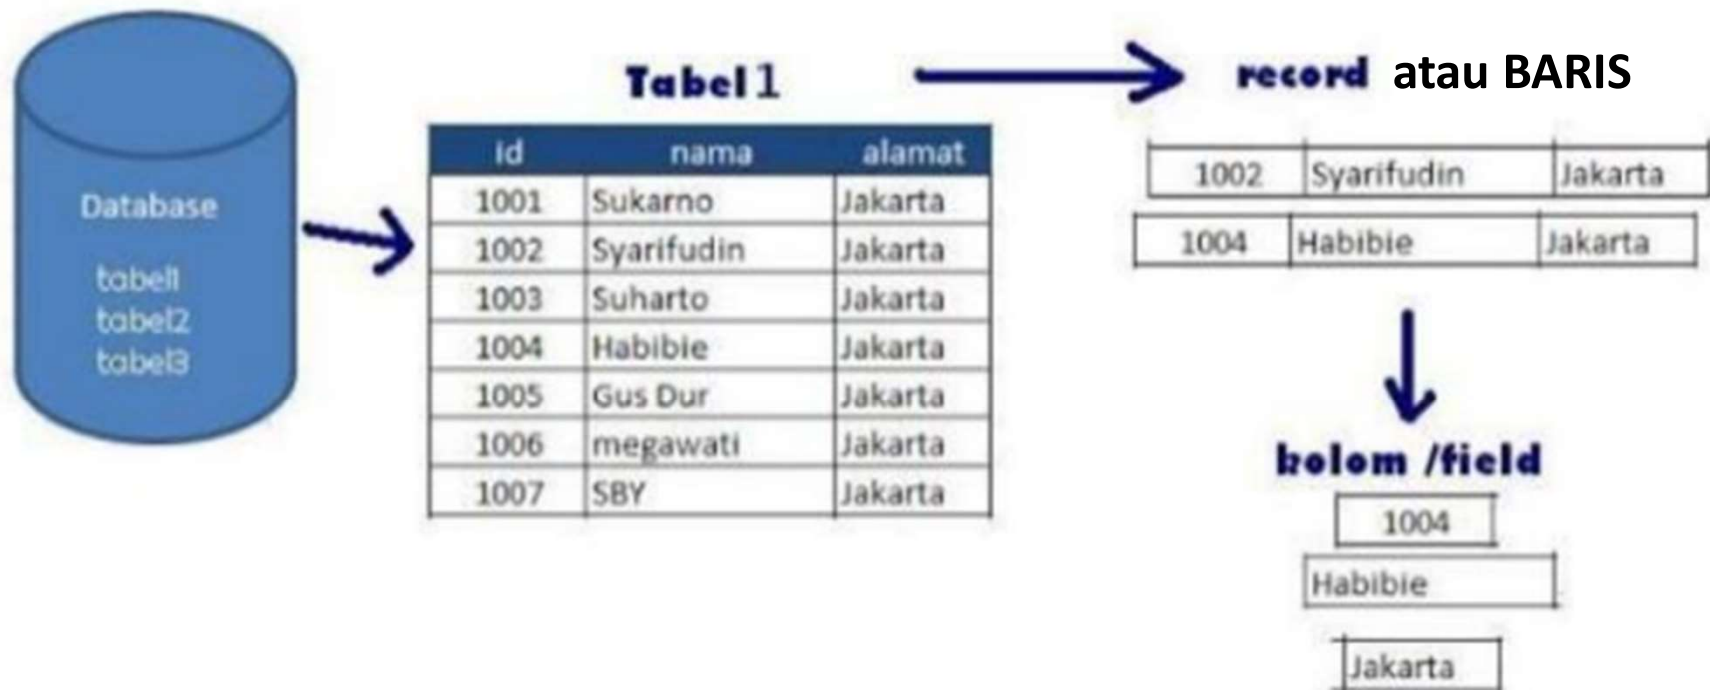 Database
tabel1
tabel2
tabel3
Tabel 1
id nama alamat
1001 Sukarno Jakarta
1002 Syarifudin Jakarta
1003 Suharto Jakarta
1004 Habibie Jakarta
1005 Gus Dur Jakarta
1006 megawati Jakarta
1007 SBY Jakarta
record atau BARIS
1002 Syarifudin Jakarta
1004 Habibie Jakarta
kolom /field
1004
Habibie
Jakarta